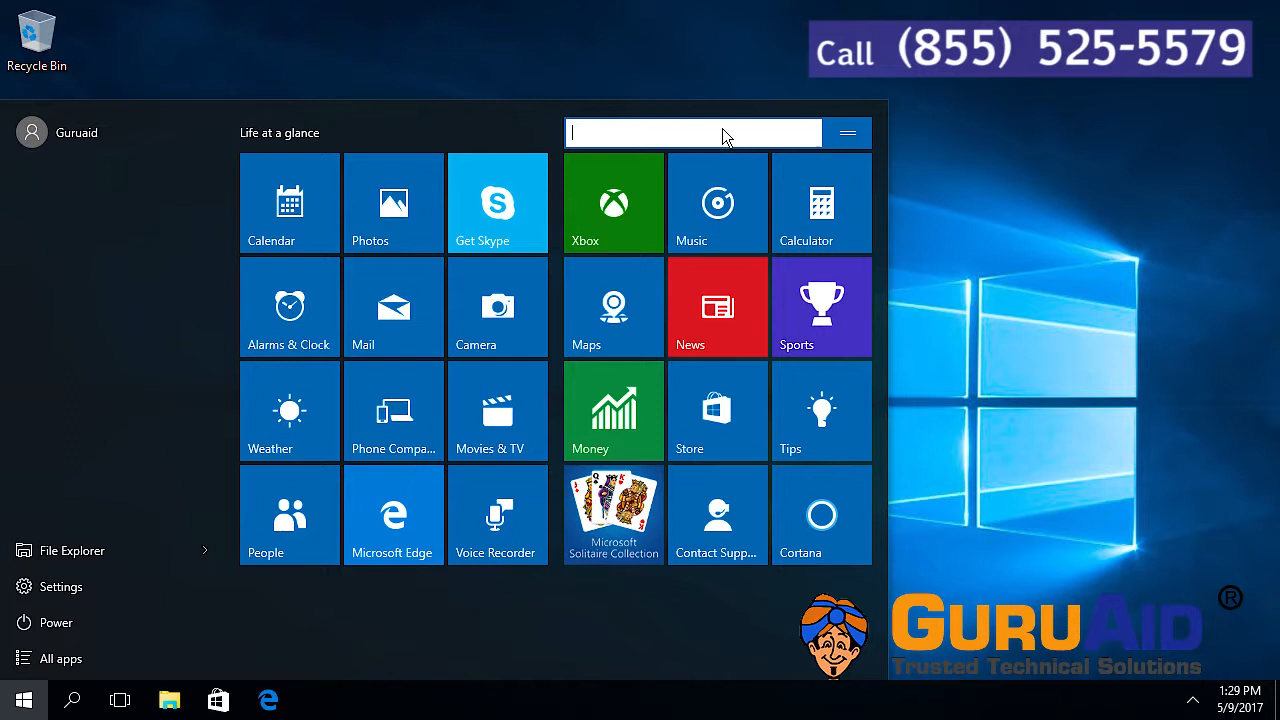 Recycle Bin
Call (855) 525-5579
Guruaid
Life at a glance
Calendar
Photos
Get Skype
Xbox
Music
Calculator
Alarms & Clock
Mail
Camera
Maps
News
Sports
Weather
Phone Compa...
Movies & TV
Money
Store
Tips
People
Microsoft Edge
Voice Recorder
Microsoft
Solitaire Collection
Contact Supp...
Cortana
File Explorer
Settings
Power
All apps
GURUAID ®
Trusted Technical Solutions
1:29 PM
5/9/2017